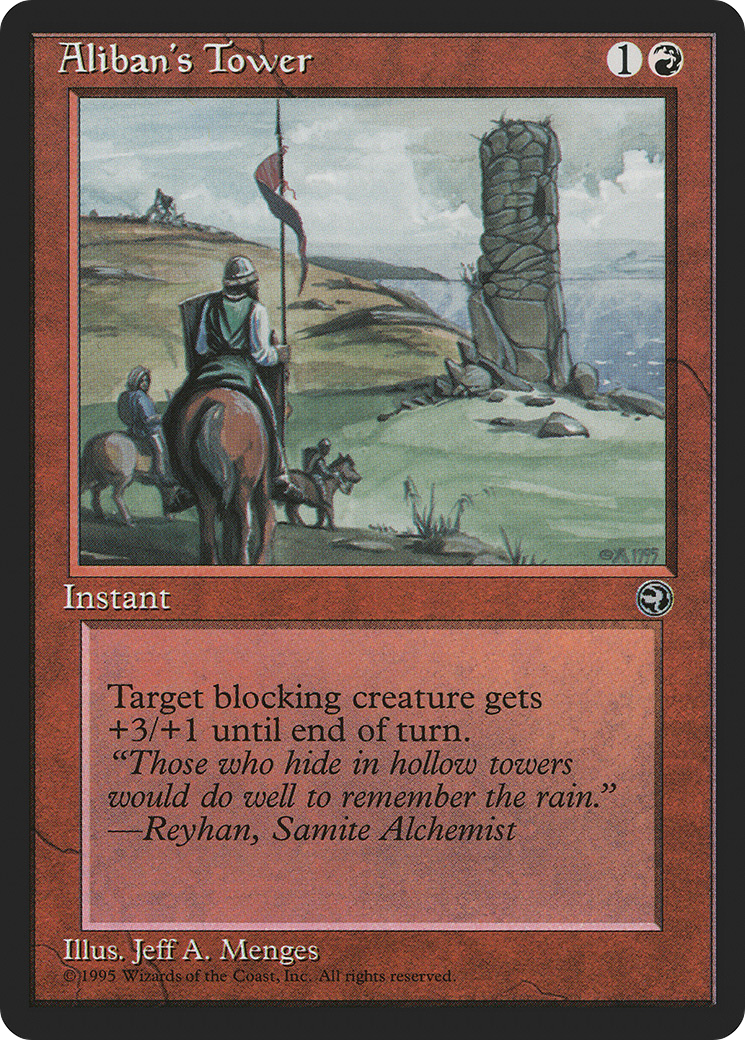 Aliban's Tower
1
Instant
Target blocking creature gets
+3/+1 until end of turn.
“Those who hide in hollow towers
would do well to remember the rain.”
—Reyhan, Samite Alchemist
Illus. Jeff A. Menges
©1995 Wizards of the Coast, Inc. All rights reserved.